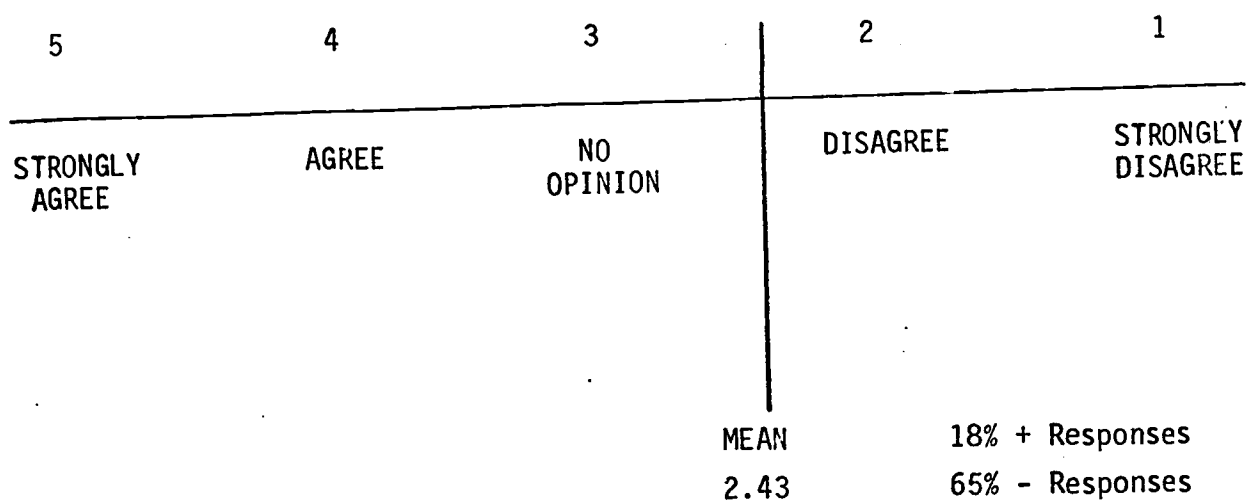 5 4 3 2 1
STRONGLY AGREE NO DISAGREE STRONGLY
AGREE OPINION DISAGREE
MEAN 18% + Responses
2.43 65% - Responses